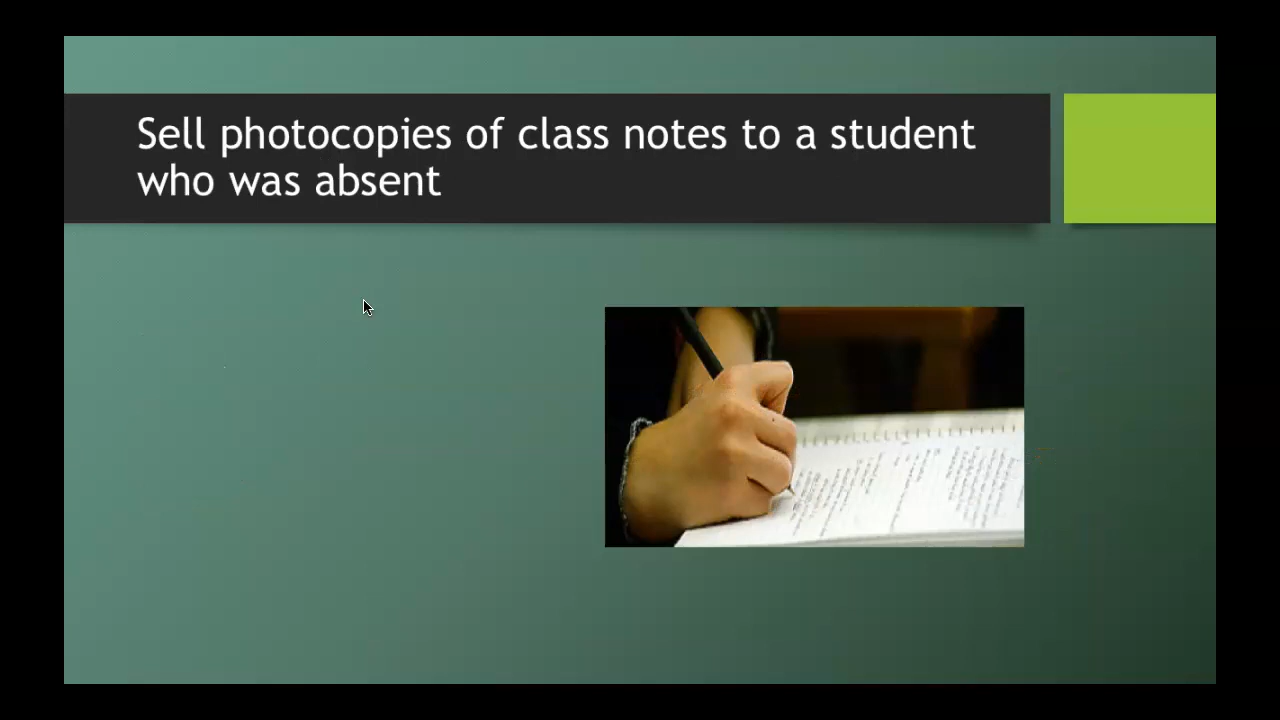 Sell photocopies of class notes to a student
who was absent